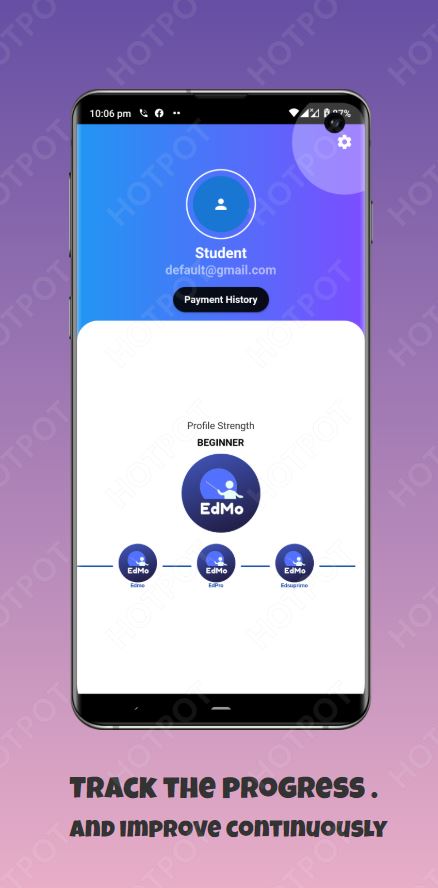 HOTPOT
10:06 pm
97%
Student
default@gmail.com
Payment History
Profile Strength
BEGINNER
EdMo
EdMo EdMo EdMo
Edmo EdPro Edsuprimo
TRACK THE PROGRESS .
AND IMPROVE CONTINUOUSLY